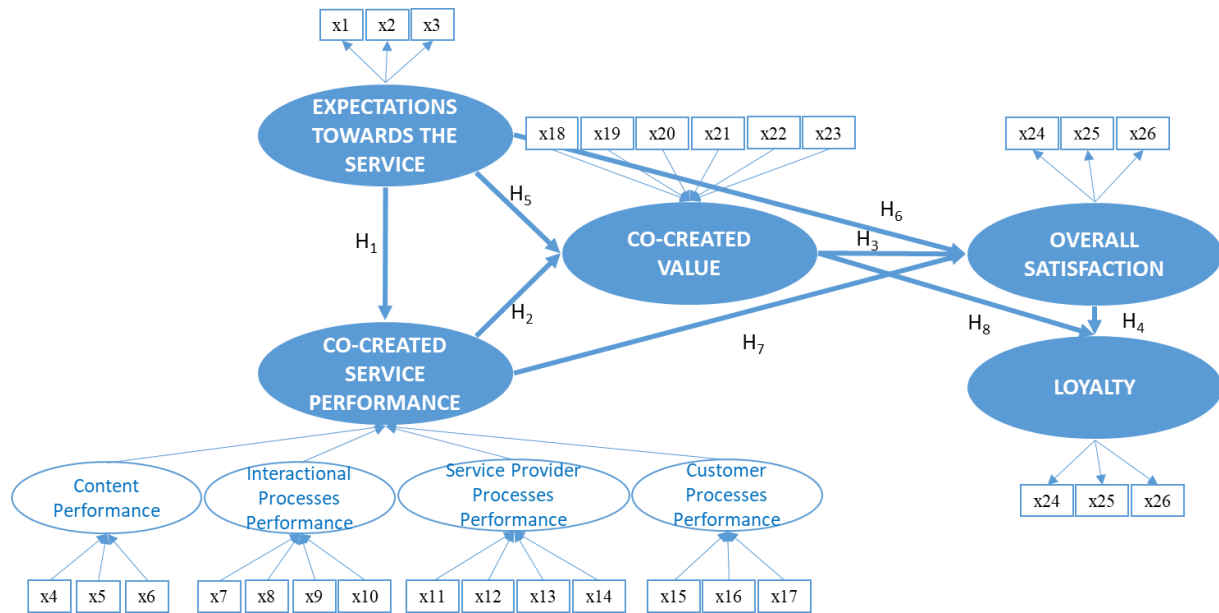 x1 x2 x3
EXPECTATIONS
TOWARDS THE
SERVICE
x18 x19 x20 x21 x22 x23
x24 x25 x26
H5
H6
H1
CO-CREATED
VALUE
H3
OVERALL
SATISFACTION
H2
H7
H8
H4
CO-CREATED
SERVICE
PERFORMANCE
LOYALTY
Content
Performance
Interactional
Processes
Performance
Service Provider
Processes
Performance
Customer
Processes
Performance
x24 x25 x26
x4 x5 x6
x7 x8 x9 x10
x11 x12 x13 x14
x15 x16 x17